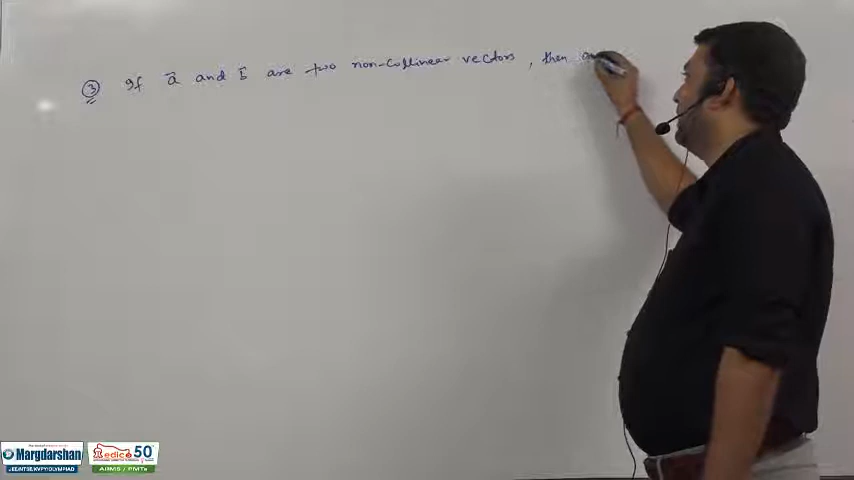 ③ If a̅ and b̅ are two non-collinear vectors, then
Margdarshan
JEE/NTSE/KVPY/OLYMPIAD
Medico 50
AIIMS / PMTs